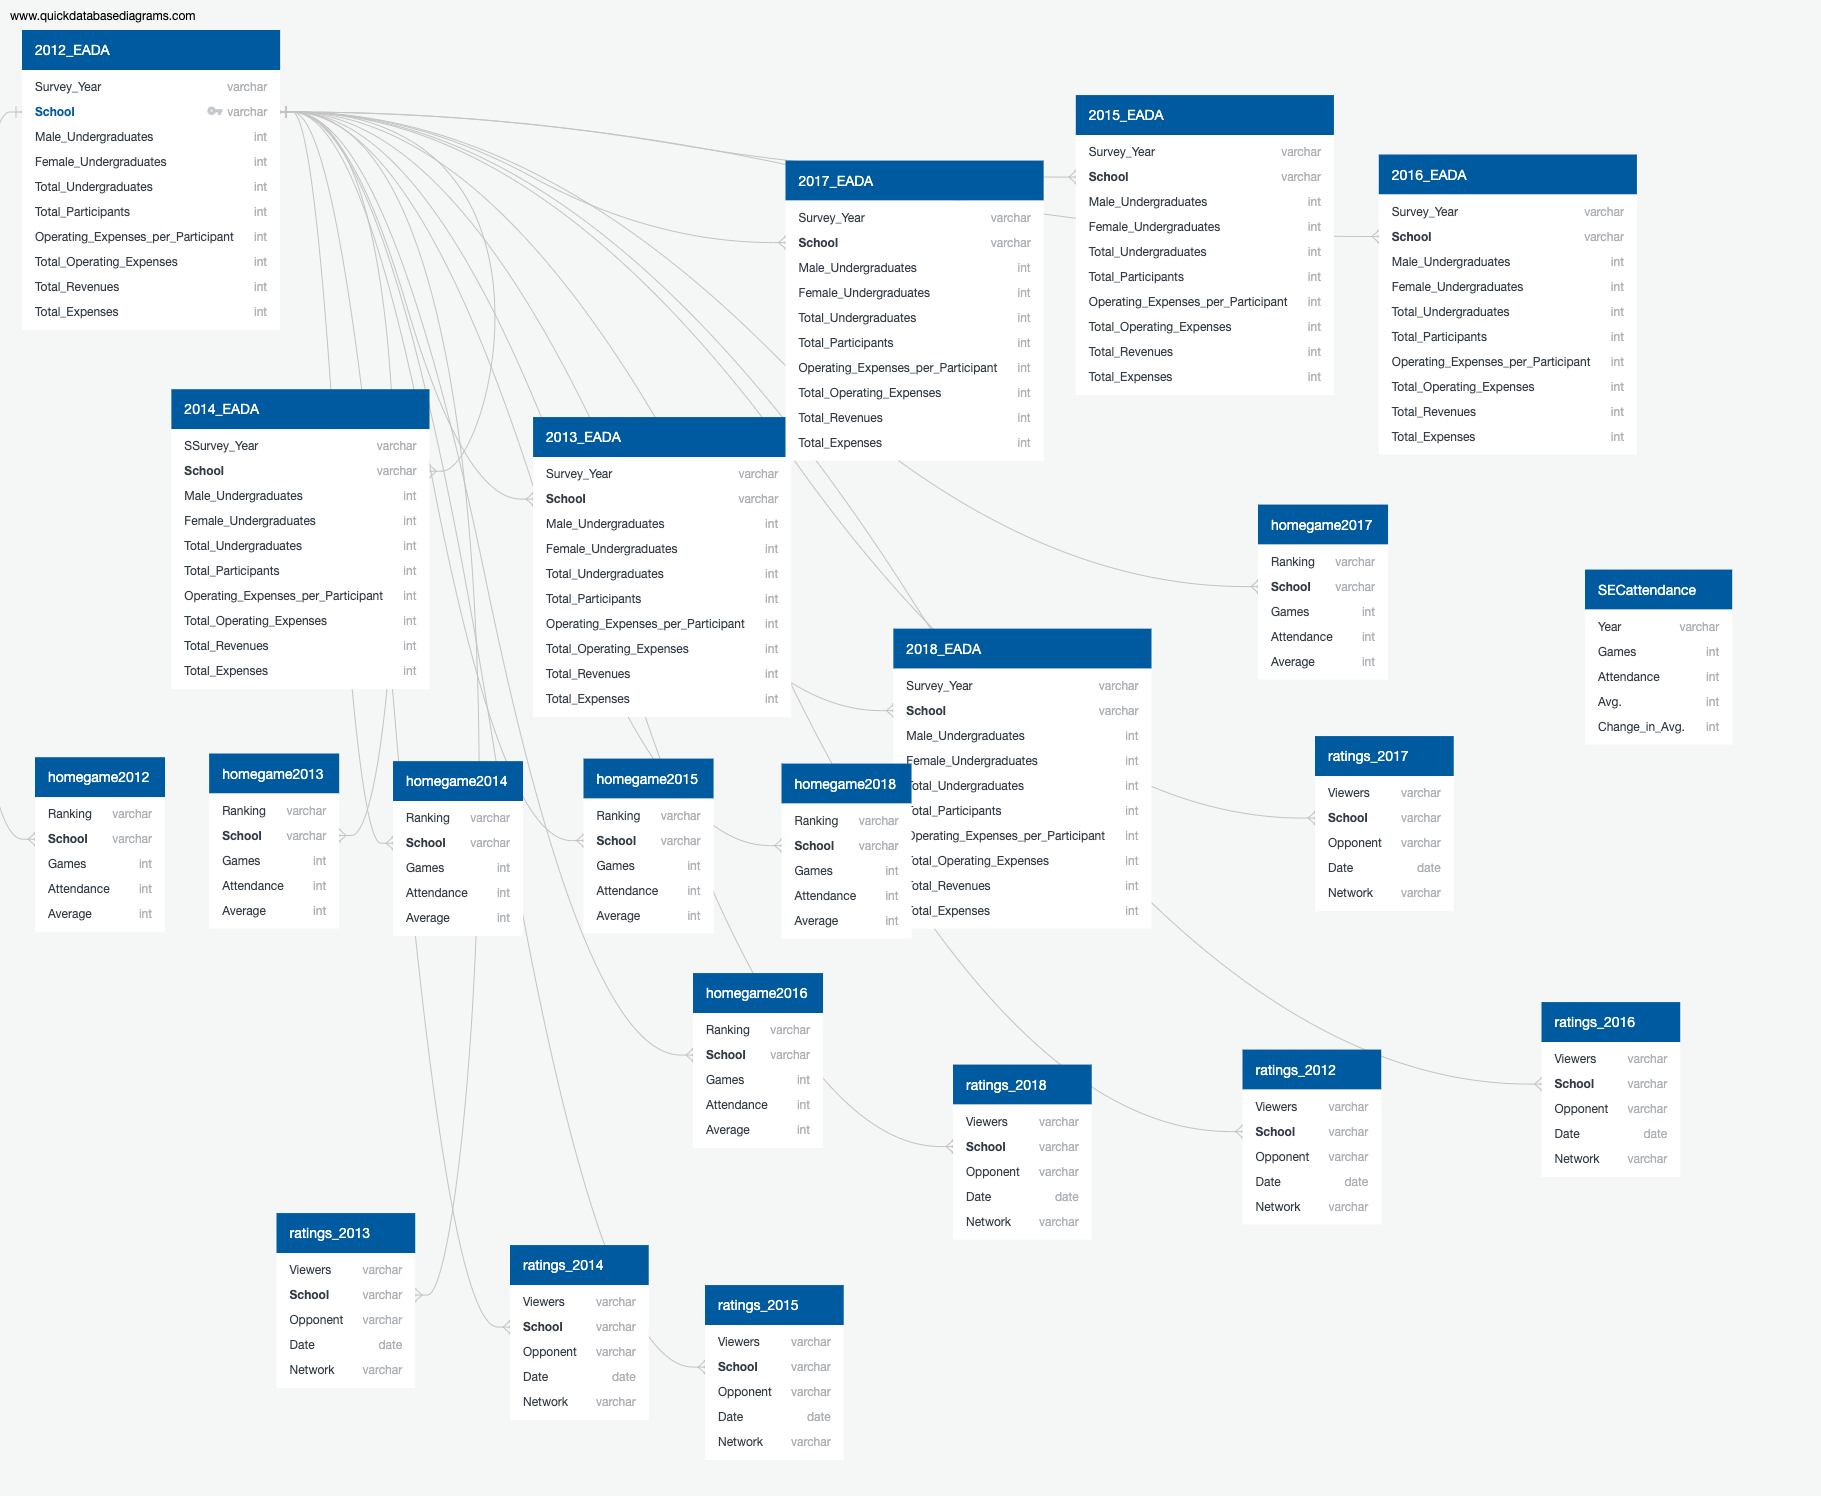 www.quickdatabasediagrams.com
2012_EADA
Survey_Year varchar
School varchar
Male_Undergraduates int
Female_Undergraduates int
Total_Undergraduates int
Total_Participants int
Operating_Expenses_per_Participant int
Total_Operating_Expenses int
Total_Revenues int
Total_Expenses int
2015_EADA
Survey_Year varchar
School varchar
Male_Undergraduates int
Female_Undergraduates int
Total_Undergraduates int
Total_Participants int
Operating_Expenses_per_Participant int
Total_Operating_Expenses int
Total_Revenues int
Total_Expenses int
2017_EADA
Survey_Year varchar
School varchar
Male_Undergraduates int
Female_Undergraduates int
Total_Undergraduates int
Total_Participants int
Operating_Expenses_per_Participant int
Total_Operating_Expenses int
Total_Revenues int
Total_Expenses int
2016_EADA
Survey_Year varchar
School varchar
Male_Undergraduates int
Female_Undergraduates int
Total_Undergraduates int
Total_Participants int
Operating_Expenses_per_Participant int
Total_Operating_Expenses int
Total_Revenues int
Total_Expenses int
2014_EADA
SSurvey_Year varchar
School varchar
Male_Undergraduates int
Female_Undergraduates int
Total_Undergraduates int
Total_Participants int
Operating_Expenses_per_Participant int
Total_Operating_Expenses int
Total_Revenues int
Total_Expenses int
2013_EADA
Survey_Year varchar
School varchar
Male_Undergraduates int
Female_Undergraduates int
Total_Undergraduates int
Total_Participants int
Operating_Expenses_per_Participant int
Total_Operating_Expenses int
Total_Revenues int
Total_Expenses int
homegame2017
Ranking varchar
School varchar
Games int
Attendance int
Average int
SECattendance
Year varchar
Games int
Attendance int
Avg. int
Change_in_Avg. int
2018_EADA
Survey_Year varchar
School varchar
Male_Undergraduates int
Female_Undergraduates int
Total_Undergraduates int
Total_Participants int
Operating_Expenses_per_Participant int
Total_Operating_Expenses int
Total_Revenues int
Total_Expenses int
ratings_2017
Viewers varchar
School varchar
Opponent varchar
Date date
Network varchar
homegame2012
Ranking varchar
School varchar
Games int
Attendance int
Average int
homegame2013
Ranking varchar
School varchar
Games int
Attendance int
Average int
homegame2014
Ranking varchar
School varchar
Games int
Attendance int
Average int
homegame2015
Ranking varchar
School varchar
Games int
Attendance int
Average int
homegame2018
Ranking varchar
School varchar
Games int
Attendance int
Average int
homegame2016
Ranking varchar
School varchar
Games int
Attendance int
Average int
ratings_2016
Viewers varchar
School varchar
Opponent varchar
Date date
Network varchar
ratings_2018
Viewers varchar
School varchar
Opponent varchar
Date date
Network varchar
ratings_2012
Viewers varchar
School varchar
Opponent varchar
Date date
Network varchar
ratings_2013
Viewers varchar
School varchar
Opponent varchar
Date date
Network varchar
ratings_2014
Viewers varchar
School varchar
Opponent varchar
Date date
Network varchar
ratings_2015
Viewers varchar
School varchar
Opponent varchar
Date date
Network varchar